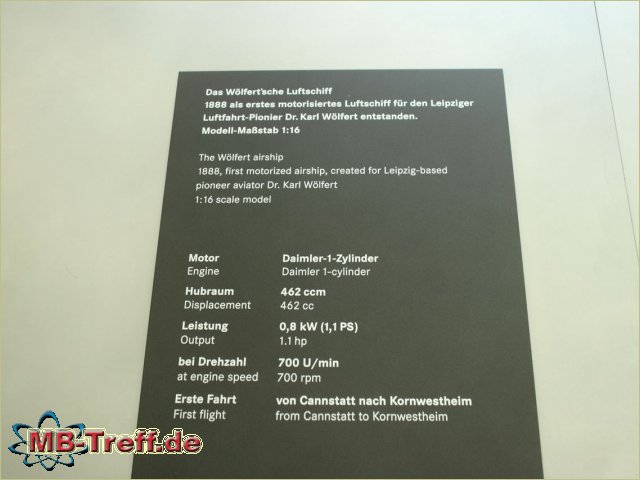 Das Wölfert'sche Luftschiff
1888 als erstes motorisiertes Luftschiff für den Leipziger
Luftfahrt-Pionier Dr. Karl Wölfert entstanden.
Modell-Maßstab 1:16
The Wölfert airship
1888, first motorized airship, created for Leipzig-based
pioneer aviator Dr. Karl Wölfert
1:16 scale model
Motor Daimler-1-Zylinder
Engine Daimler 1-cylinder
Hubraum 462 ccm
Displacement 462 cc
Leistung 0,8 kW (1,1 PS)
Output 1.1 hp
bei Drehzahl 700 U/min
at engine speed 700 rpm
Erste Fahrt von Cannstatt nach Kornwestheim
First flight from Cannstatt to Kornwestheim
MB-Treff.de